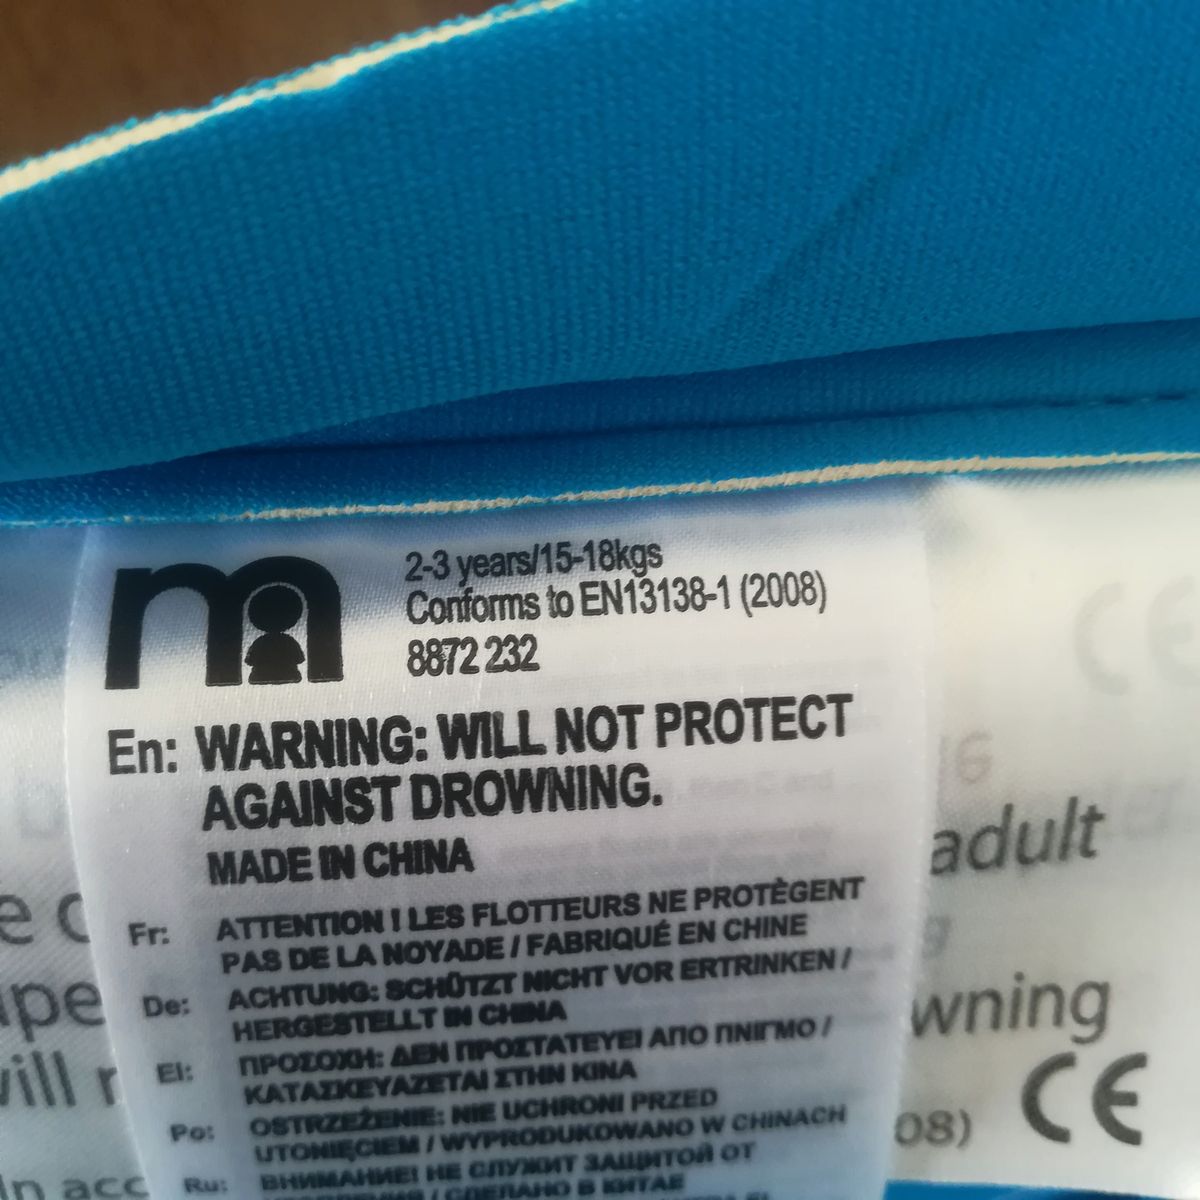 2-3 years/15-18kgs
Conforms to EN13138-1 (2008)
8872 232
En: WARNING: WILL NOT PROTECT
AGAINST DROWNING.
MADE IN CHINA
Fr: ATTENTION ! LES FLOTTEURS NE PROTÈGENT
PAS DE LA NOYADE / FABRIQUÉ EN CHINE
De: ACHTUNG: SCHÜTZT NICHT VOR ERTRINKEN /
HERGESTELLT IN CHINA
El: ΠΡΟΣΟΧΗ: ΔΕΝ ΠΡΟΣΤΑΤΕΥΕΙ ΑΠΟ ΠΝΙΓΜΟ /
ΚΑΤΑΣΚΕΥΑΖΕΤΑΙ ΣΤΗΝ ΚΙΝΑ
Po: OSTRZEŻENIE: NIE UCHRONI PRZED
UTONIĘCIEM / WYPRODUKOWANO W CHINACH
Ru: ВНИМАНИЕ! НЕ СЛУЖИТ ЗАЩИТОЙ ОТ
/ СДЕЛАНО В КИТАЕ
adult
wning
08) CE